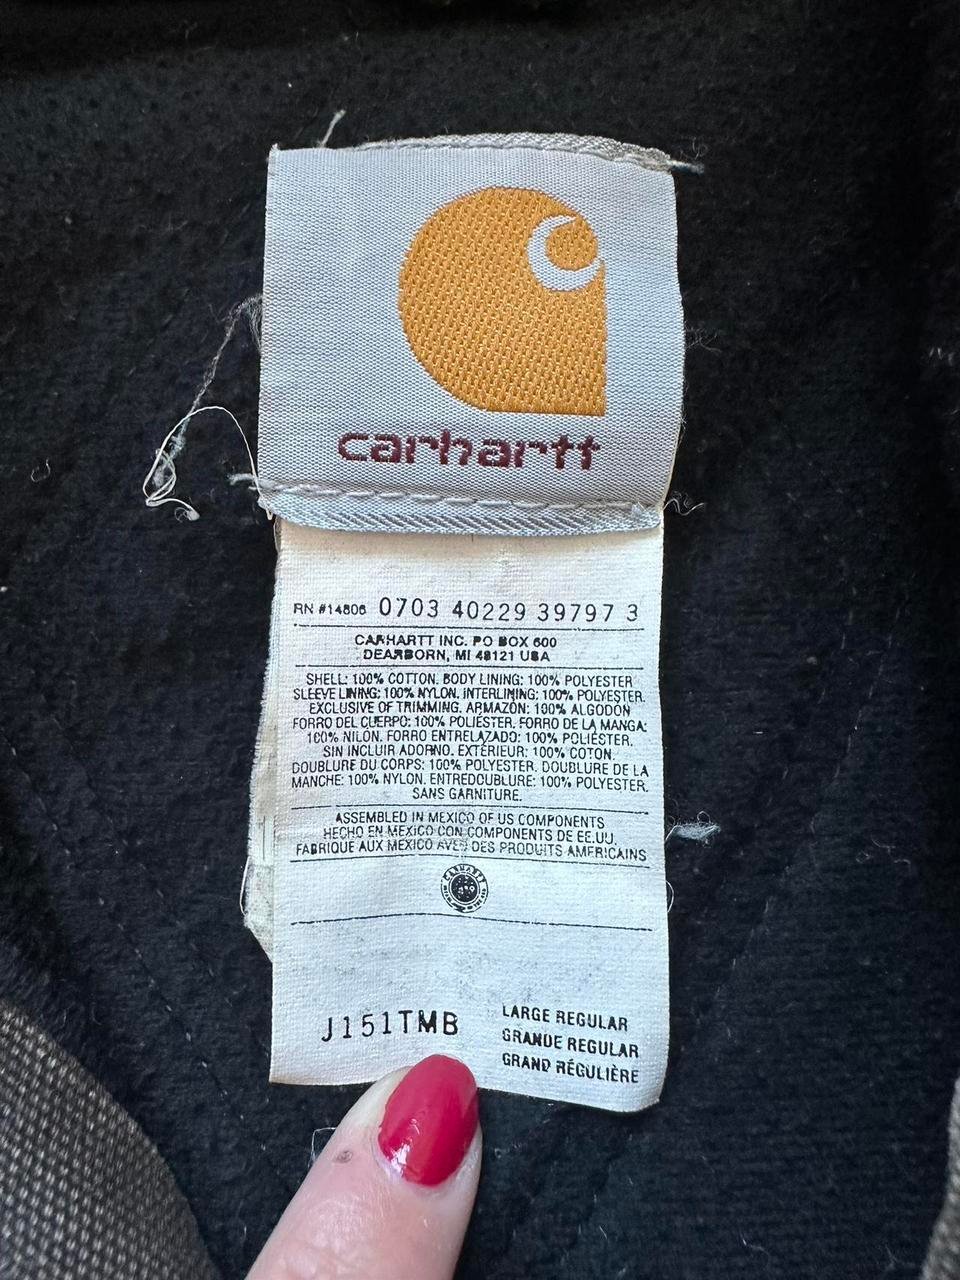 carhartt
RN #14806 0703 40229 39797 3
CARHARTT INC. PO BOX 600
DEARBORN, MI 48121 USA
SHELL: 100% COTTON. BODY LINING: 100% POLYESTER
SLEEVE LINING: 100% NYLON. INTERLINING: 100% POLYESTER.
EXCLUSIVE OF TRIMMING. ARMAZÓN: 100% ALGODÓN
FORRO DEL CUERPO: 100% POLIÉSTER. FORRO DE LA MANGA:
100% NILÓN. FORRO ENTRELAZADO: 100% POLIÉSTER.
SIN INCLUIR ADORNO. EXTÉRIEUR: 100% COTON.
DOUBLURE DU CORPS: 100% POLYESTER. DOUBLURE DE LA
MANCHE: 100% NYLON. ENTREDOUBLURE: 100% POLYESTER.
SANS GARNITURE.
ASSEMBLED IN MEXICO OF US COMPONENTS
HECHO EN MEXICO CON COMPONENTS DE EE.UU.
FABRIQUE AUX MEXICO AVEC DES PRODUITS AMERICAINS
J151TMB
LARGE REGULAR
GRANDE REGULAR
GRAND RÉGULIÈRE